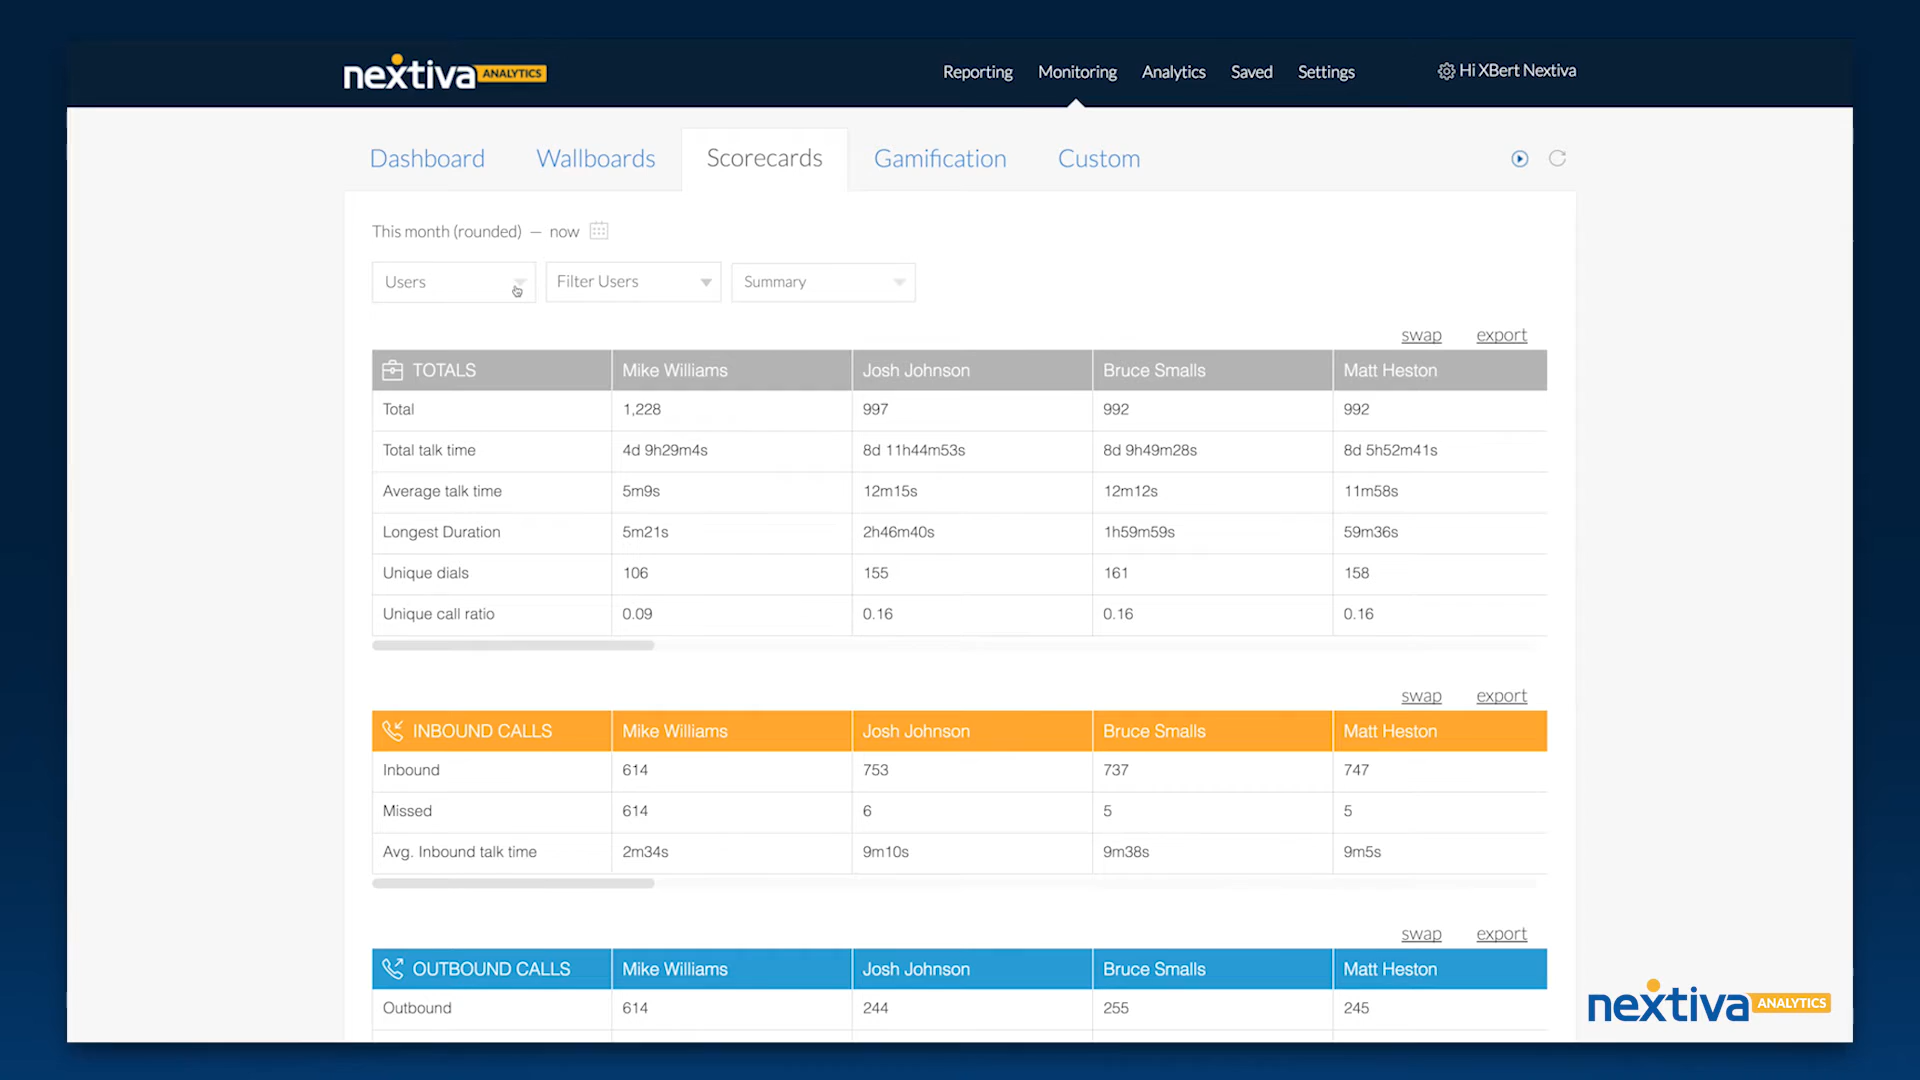 nextiva ANALYTICS
Reporting Monitoring Analytics Saved Settings Hi XBert Nextiva
Dashboard Wallboards Scorecards Gamification Custom
This month (rounded) — now
Users Filter Users Summary
swap export
TOTALS Mike Williams Josh Johnson Bruce Smalls Matt Heston
Total 1,228 997 992 992
Total talk time 4d 9h29m4s 8d 11h44m53s 8d 9h49m28s 8d 5h52m41s
Average talk time 5m9s 12m15s 12m12s 11m58s
Longest Duration 5m21s 2h46m40s 1h59m59s 59m36s
Unique dials 106 155 161 158
Unique call ratio 0.09 0.16 0.16 0.16
swap export
INBOUND CALLS Mike Williams Josh Johnson Bruce Smalls Matt Heston
Inbound 614 753 737 747
Missed 614 6 5 5
Avg. Inbound talk time 2m34s 9m10s 9m38s 9m5s
swap export
OUTBOUND CALLS Mike Williams Josh Johnson Bruce Smalls Matt Heston
Outbound 614 244 255 245
nextiva ANALYTICS